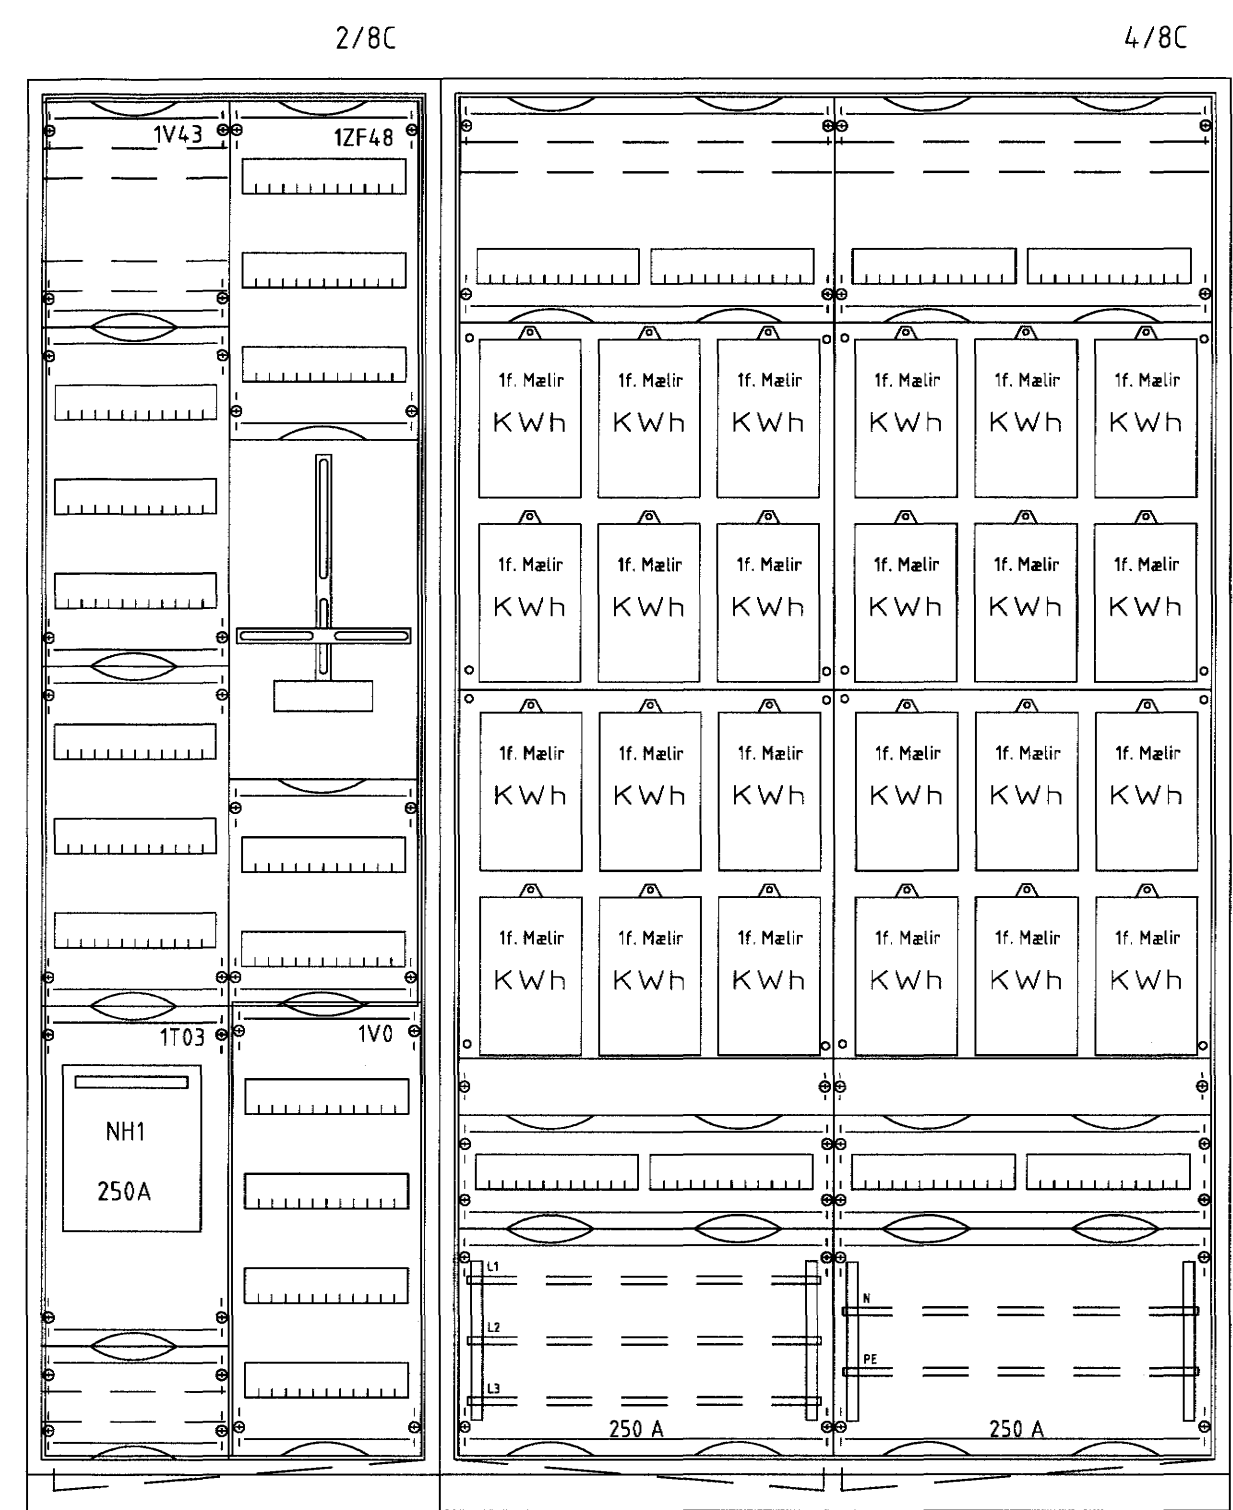 2/8C 4/8C
1V43 1ZF48
1f. Mælir 1f. Mælir 1f. Mælir 1f. Mælir 1f. Mælir 1f. Mælir
KWh KWh KWh KWh KWh KWh
1f. Mælir 1f. Mælir 1f. Mælir 1f. Mælir 1f. Mælir 1f. Mælir
KWh KWh KWh KWh KWh KWh
1f. Mælir 1f. Mælir 1f. Mælir 1f. Mælir 1f. Mælir 1f. Mælir
KWh KWh KWh KWh KWh KWh
1f. Mælir 1f. Mælir 1f. Mælir 1f. Mælir 1f. Mælir 1f. Mælir
KWh KWh KWh KWh KWh KWh
1T03 1V0
NH1
250A
L1
N
L2
PE
L3
250 A 250 A